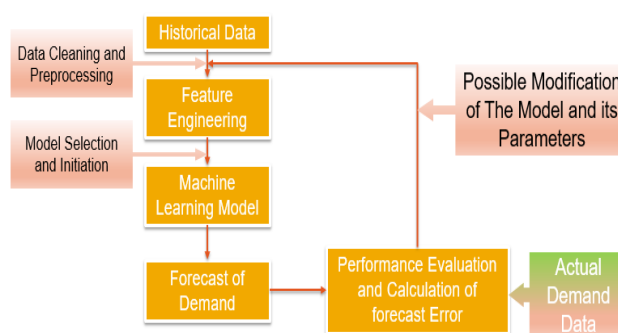 Historical Data
Data Cleaning and
Preprocessing
Feature
Engineering
Possible Modification
of The Model and its
Parameters
Model Selection
and Initiation
Machine
Learning Model
Forecast of
Demand
Performance Evaluation
and Calculation of
forecast Error
Actual
Demand
Data